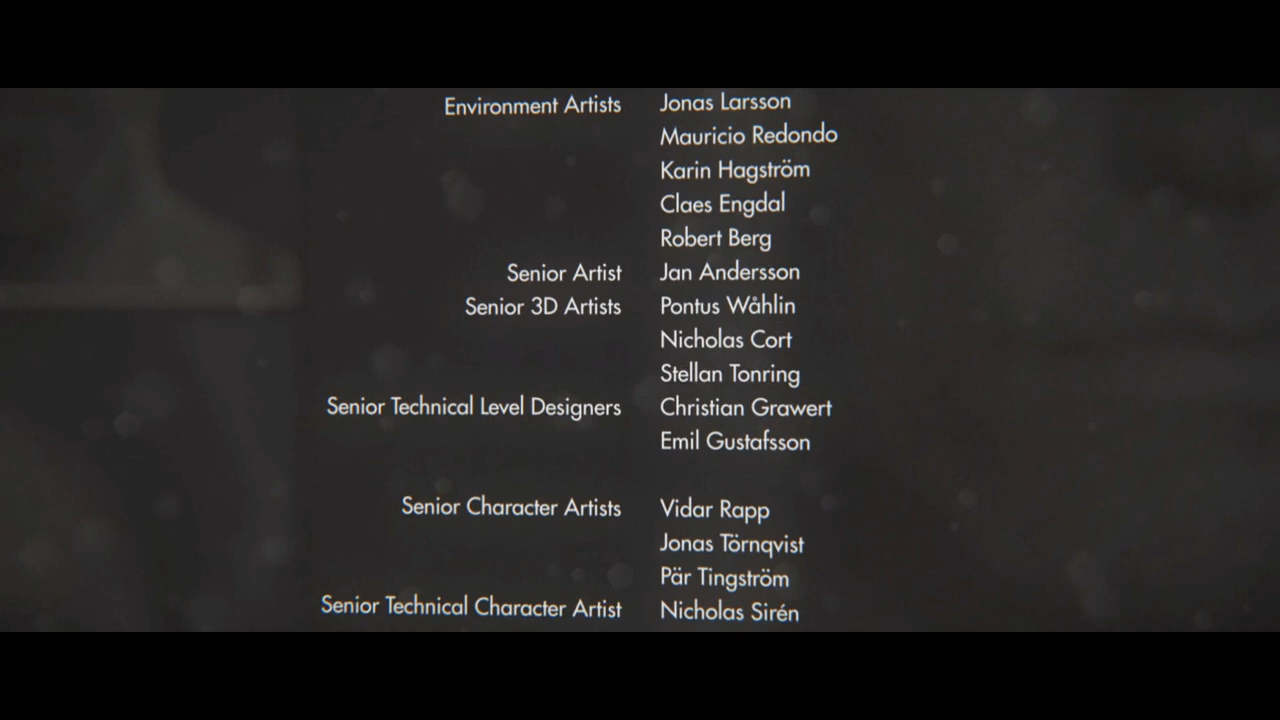 Environment Artists Jonas Larsson
Mauricio Redondo
Karin Hagström
Claes Engdal
Robert Berg
Senior Artist Jan Andersson
Senior 3D Artists Pontus Wåhlin
Nicholas Cort
Stellan Tonring
Senior Technical Level Designers Christian Grawert
Emil Gustafsson
Senior Character Artists Vidar Rapp
Jonas Törnqvist
Pär Tingström
Senior Technical Character Artist Nicholas Sirén